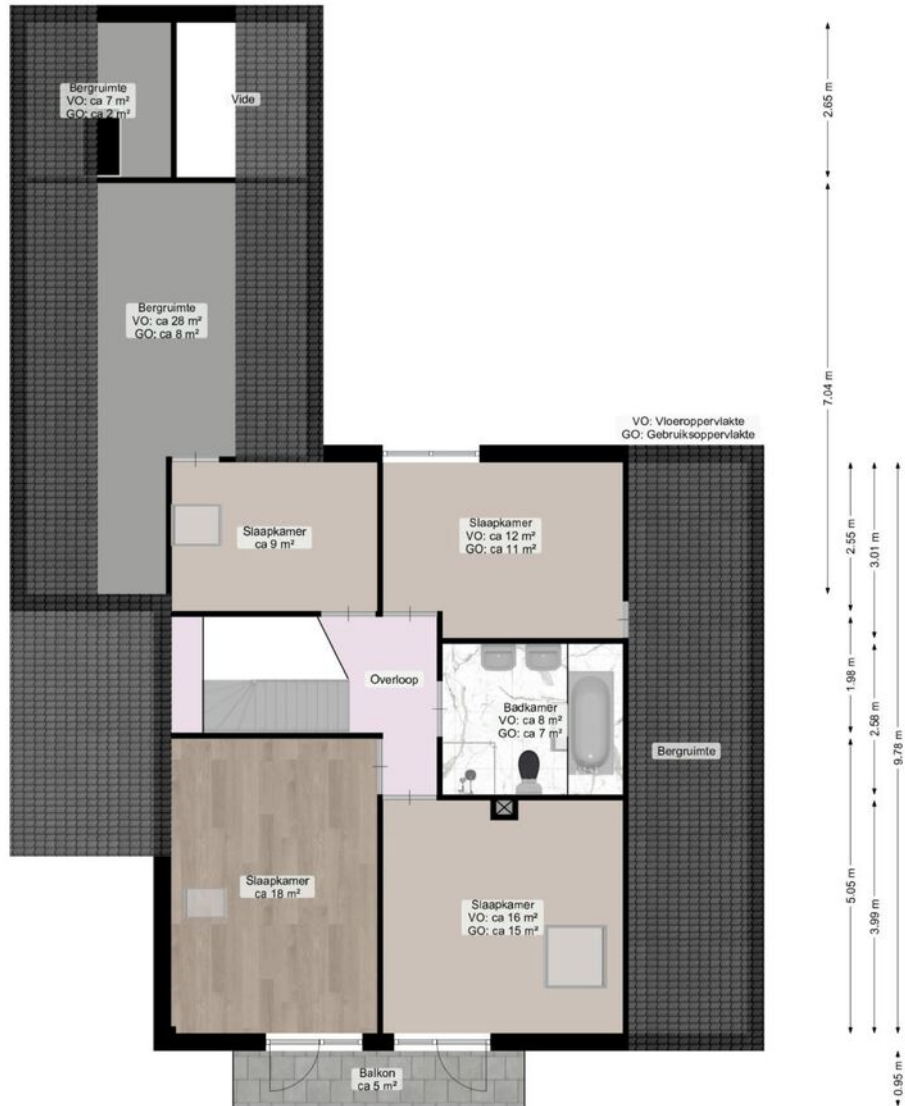 Bergruimte
VO: ca 7 m²
GO: ca 2 m²
Vide
2.65 m
Bergruimte
VO: ca 28 m²
GO: ca 8 m²
7.04 m
VO: Vloeroppervlakte
GO: Gebruiksoppervlakte
Slaapkamer
ca 9 m²
Slaapkamer
VO: ca 12 m²
GO: ca 11 m²
2.55 m
3.01 m
Overloop
Badkamer
VO: ca 8 m²
GO: ca 7 m²
Bergruimte
1.98 m
2.58 m
9.78 m
Slaapkamer
ca 18 m²
Slaapkamer
VO: ca 16 m²
GO: ca 15 m²
5.05 m
3.99 m
Balkon
ca 5 m²
0.95 m